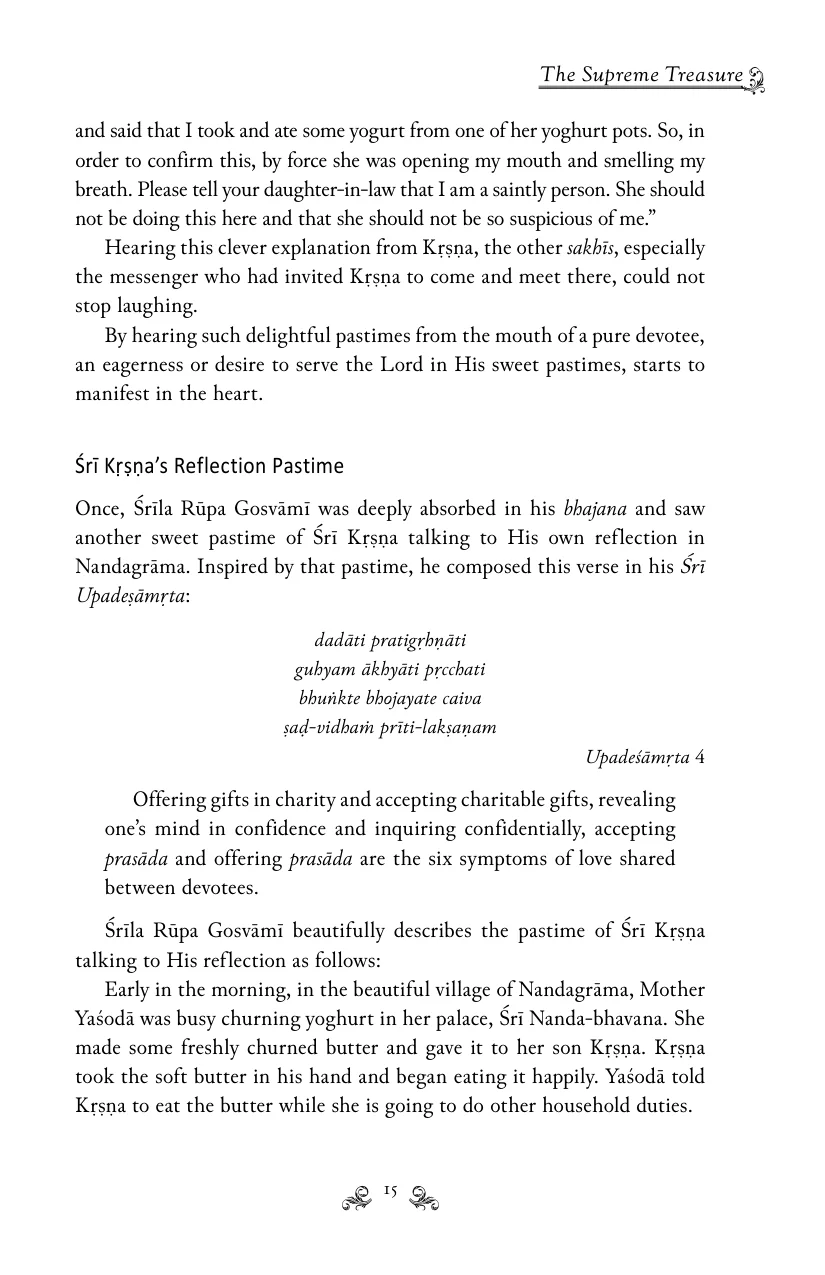 The Supreme Treasure
and said that I took and ate some yogurt from one of her yoghurt pots. So, in
order to confirm this, by force she was opening my mouth and smelling my
breath. Please tell your daughter-in-law that I am a saintly person. She should
not be doing this here and that she should not be so suspicious of me.”
Hearing this clever explanation from Kṛṣṇa, the other sakhīs, especially
the messenger who had invited Kṛṣṇa to come and meet there, could not
stop laughing.
By hearing such delightful pastimes from the mouth of a pure devotee,
an eagerness or desire to serve the Lord in His sweet pastimes, starts to
manifest in the heart.
Śrī Kṛṣṇa’s Reflection Pastime
Once, Śrīla Rūpa Gosvāmī was deeply absorbed in his bhajana and saw
another sweet pastime of Śrī Kṛṣṇa talking to His own reflection in
Nandagrāma. Inspired by that pastime, he composed this verse in his Śrī
Upadeṣāmṛta:
dadāti pratigṛhṇāti
guhyam ākhyāti pṛcchati
bhuṅkte bhojayate caiva
ṣaḍ-vidhaṁ prīti-lakṣaṇam
Upadeśāmṛta 4
Offering gifts in charity and accepting charitable gifts, revealing
one’s mind in confidence and inquiring confidentially, accepting
prasāda and offering prasāda are the six symptoms of love shared
between devotees.
Śrīla Rūpa Gosvāmī beautifully describes the pastime of Śrī Kṛṣṇa
talking to His reflection as follows:
Early in the morning, in the beautiful village of Nandagrāma, Mother
Yaśodā was busy churning yoghurt in her palace, Śrī Nanda-bhavana. She
made some freshly churned butter and gave it to her son Kṛṣṇa. Kṛṣṇa
took the soft butter in his hand and began eating it happily. Yaśodā told
Kṛṣṇa to eat the butter while she is going to do other household duties.
15